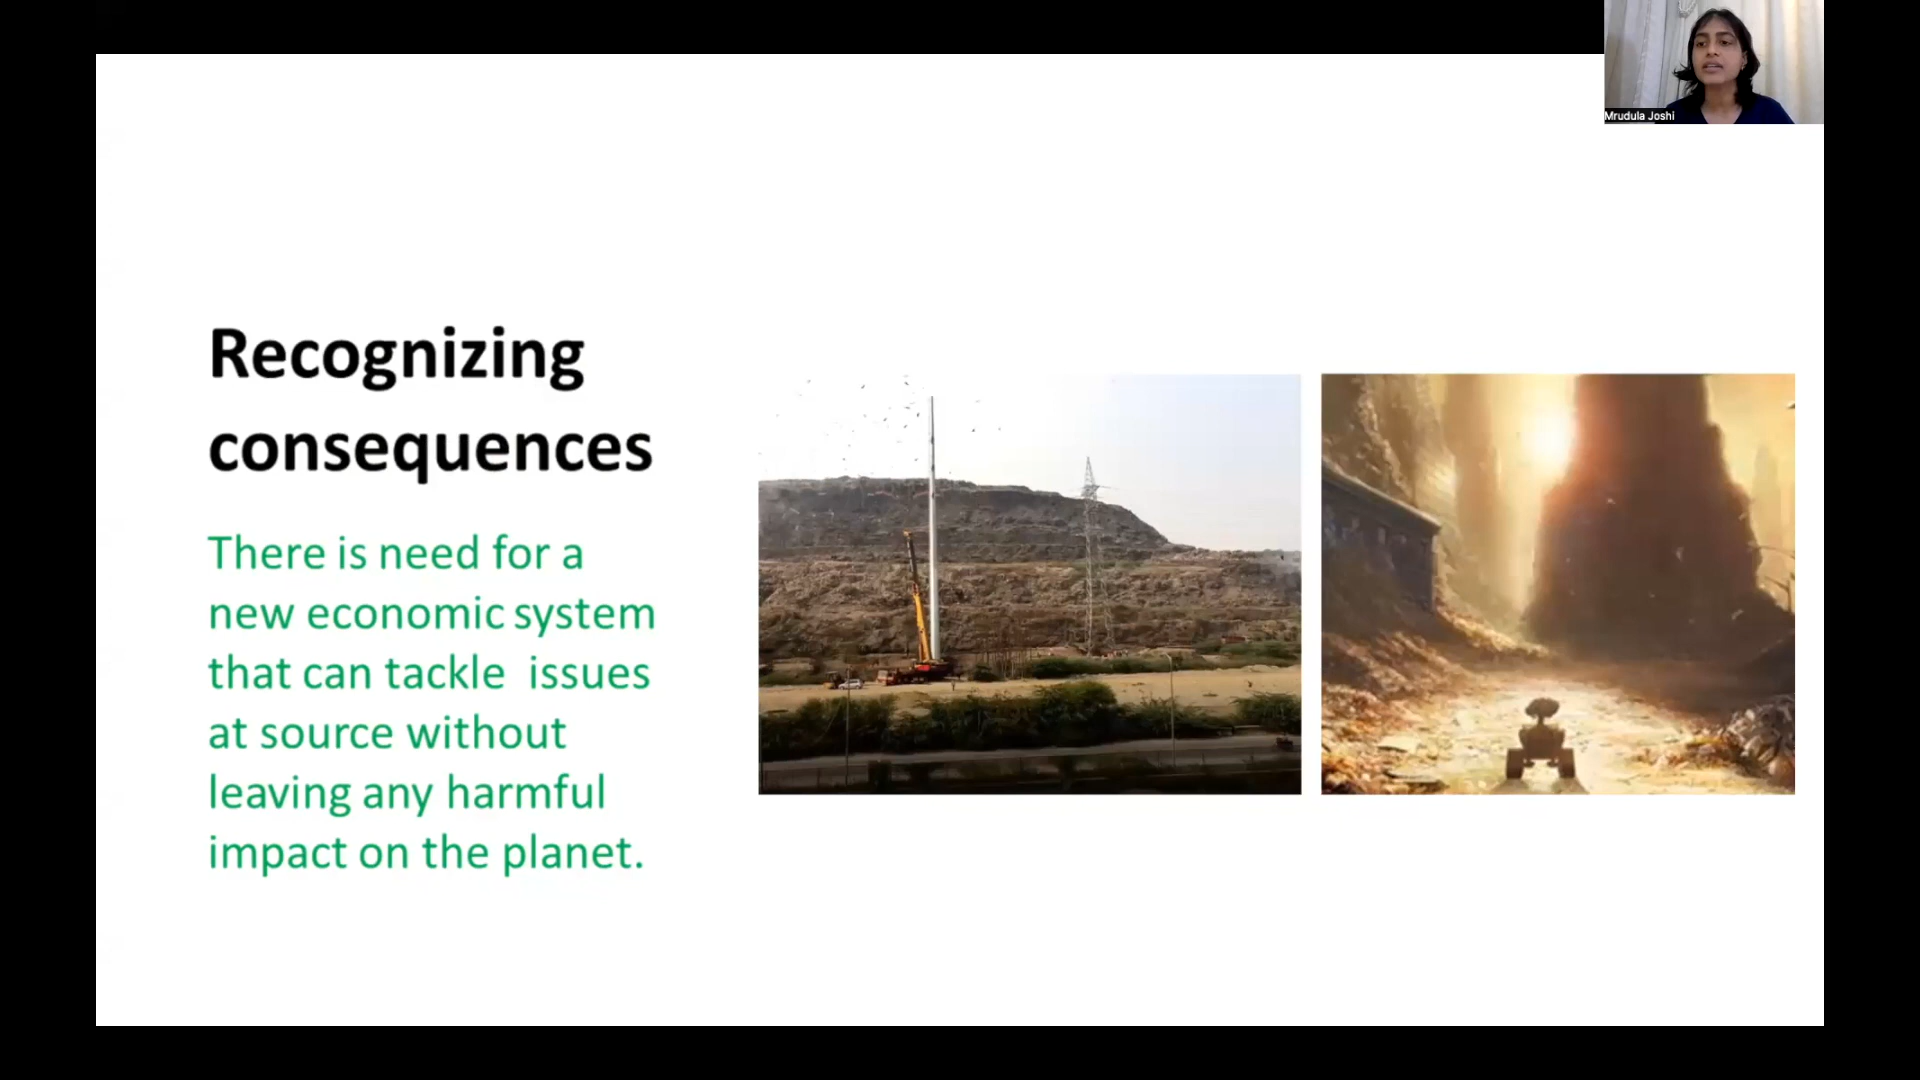 Mrudula Joshi
Recognizing
consequences
There is need for a
new economic system
that can tackle  issues
at source without
leaving any harmful
impact on the planet.